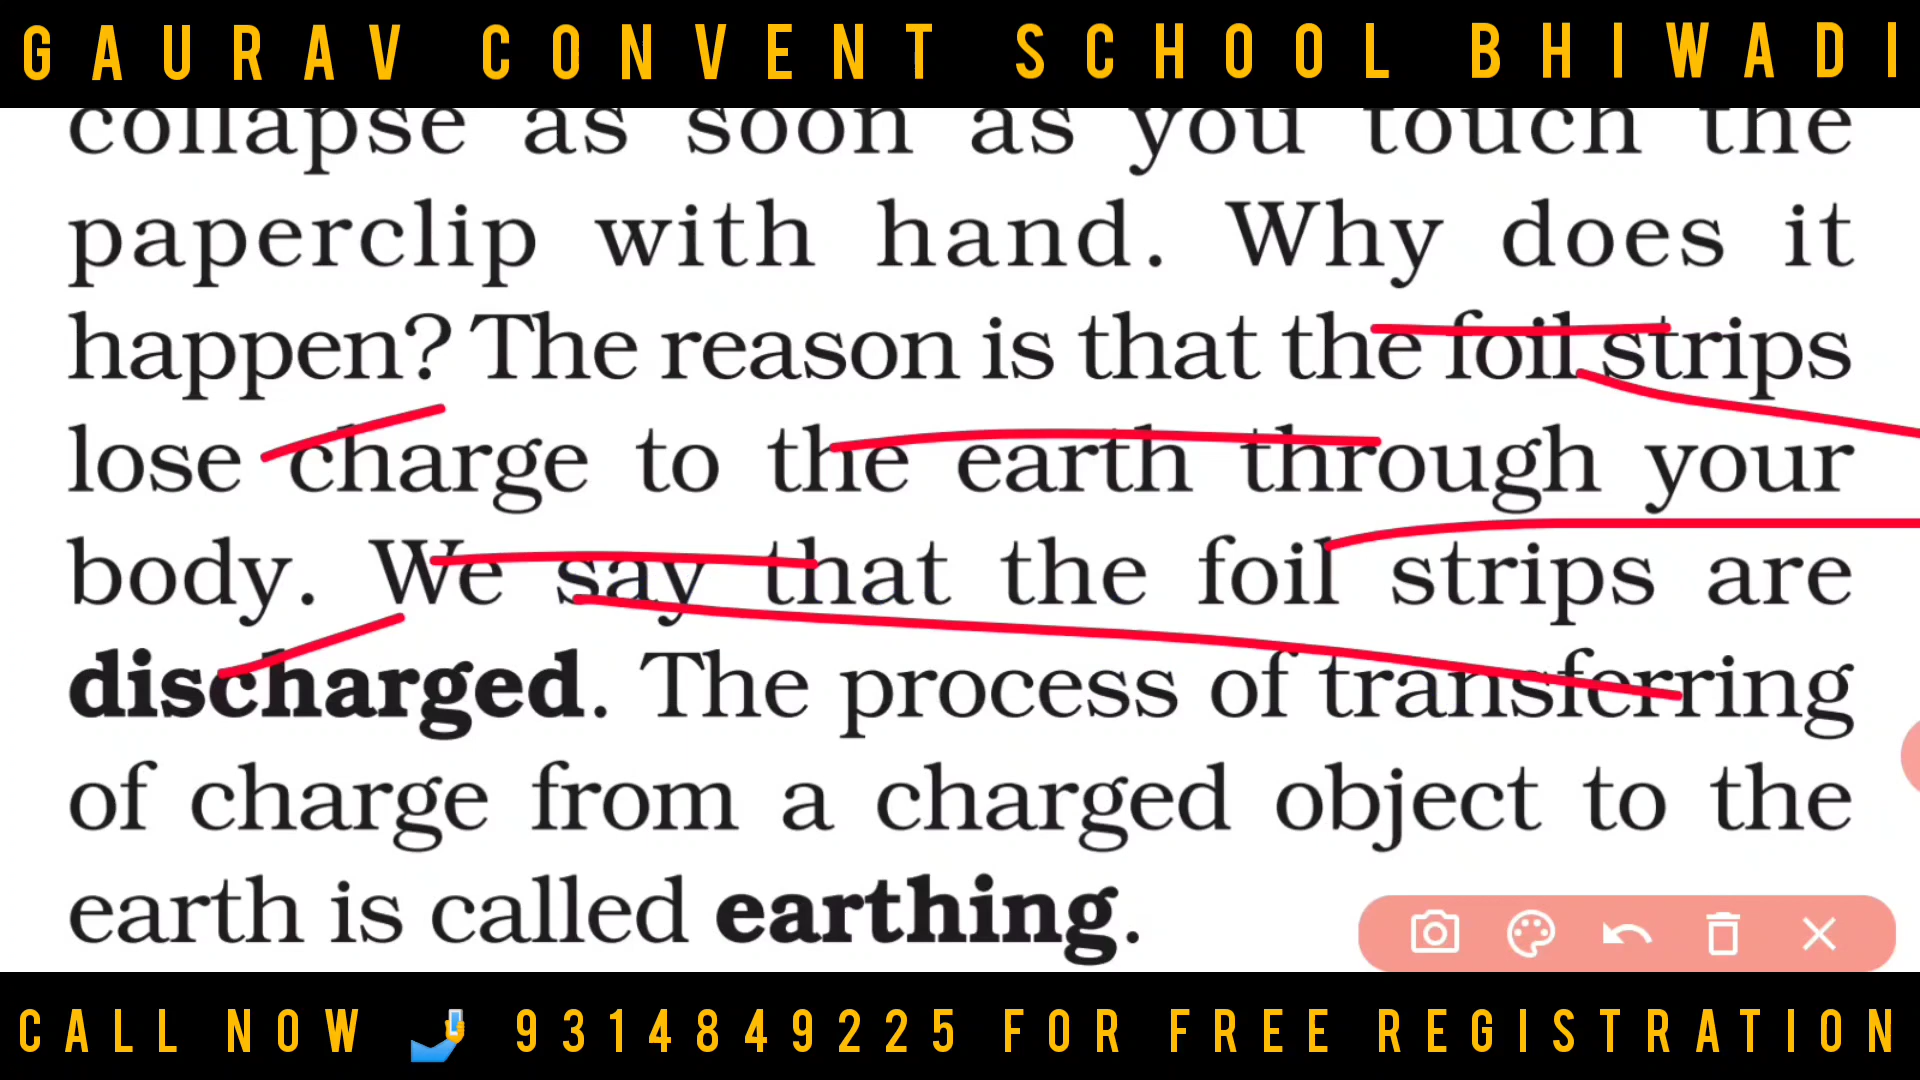 GAURAV CONVENT SCHOOL BHIWADI
collapse as soon as you touch the
paperclip with hand. Why does it
happen? The reason is that the foil strips
lose charge to the earth through your
body. We say that the foil strips are
discharged. The process of transferring
of charge from a charged object to the
earth is called earthing.
CALL NOW 🤳 9314849225 FOR FREE REGISTRATION